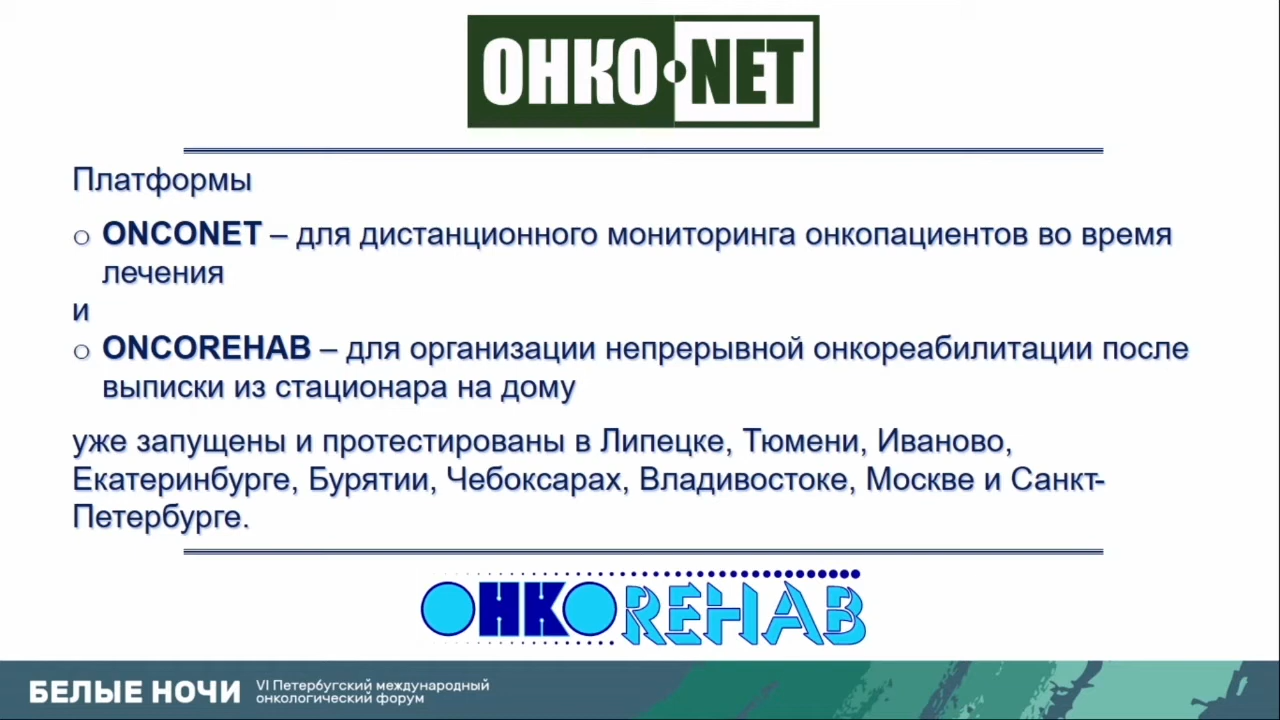 ОНКО·NET
Платформы
o ONCONET – для дистанционного мониторинга онкопациентов во время
лечения
и
o ONCOREHAB – для организации непрерывной онкореабилитации после
выписки из стационара на дому
уже запущены и протестированы в Липецке, Тюмени, Иваново,
Екатеринбурге, Бурятии, Чебоксарах, Владивостоке, Москве и Санкт-
Петербурге.
ОНКОREHAB
БЕЛЫЕ НОЧИ
VI Петербугский международный
онкологический форум